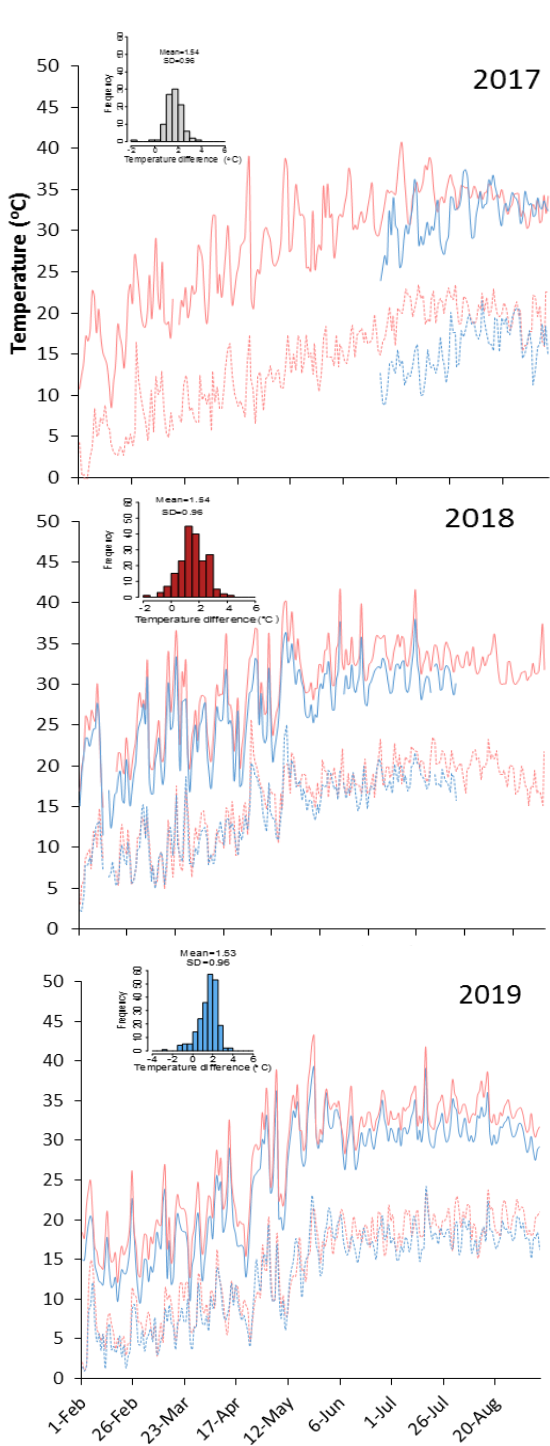 2017
Mean=1.54
SD=0.96
Frequency
-2 0 2 4 6
Temperature difference (°C)
50
45
40
35
30
25
20
15
10
5
0
Temperature (ºC)
2018
Mean=1.54
SD=0.96
Frequency
0 10 20 30 40 50 60
-2 0 2 4 6
Temperature difference (°C)
50
45
40
35
30
25
20
15
10
5
0
2019
Mean=1.53
SD=0.96
Frequency
0 10 20 30 40 50 60
-4 -2 0 2 4 6
Temperature difference (°C)
50
45
40
35
30
25
20
15
10
5
0
1-Feb
26-Feb
23-Mar
17-Apr
12-May
6-Jun
1-Jul
26-Jul
20-Aug